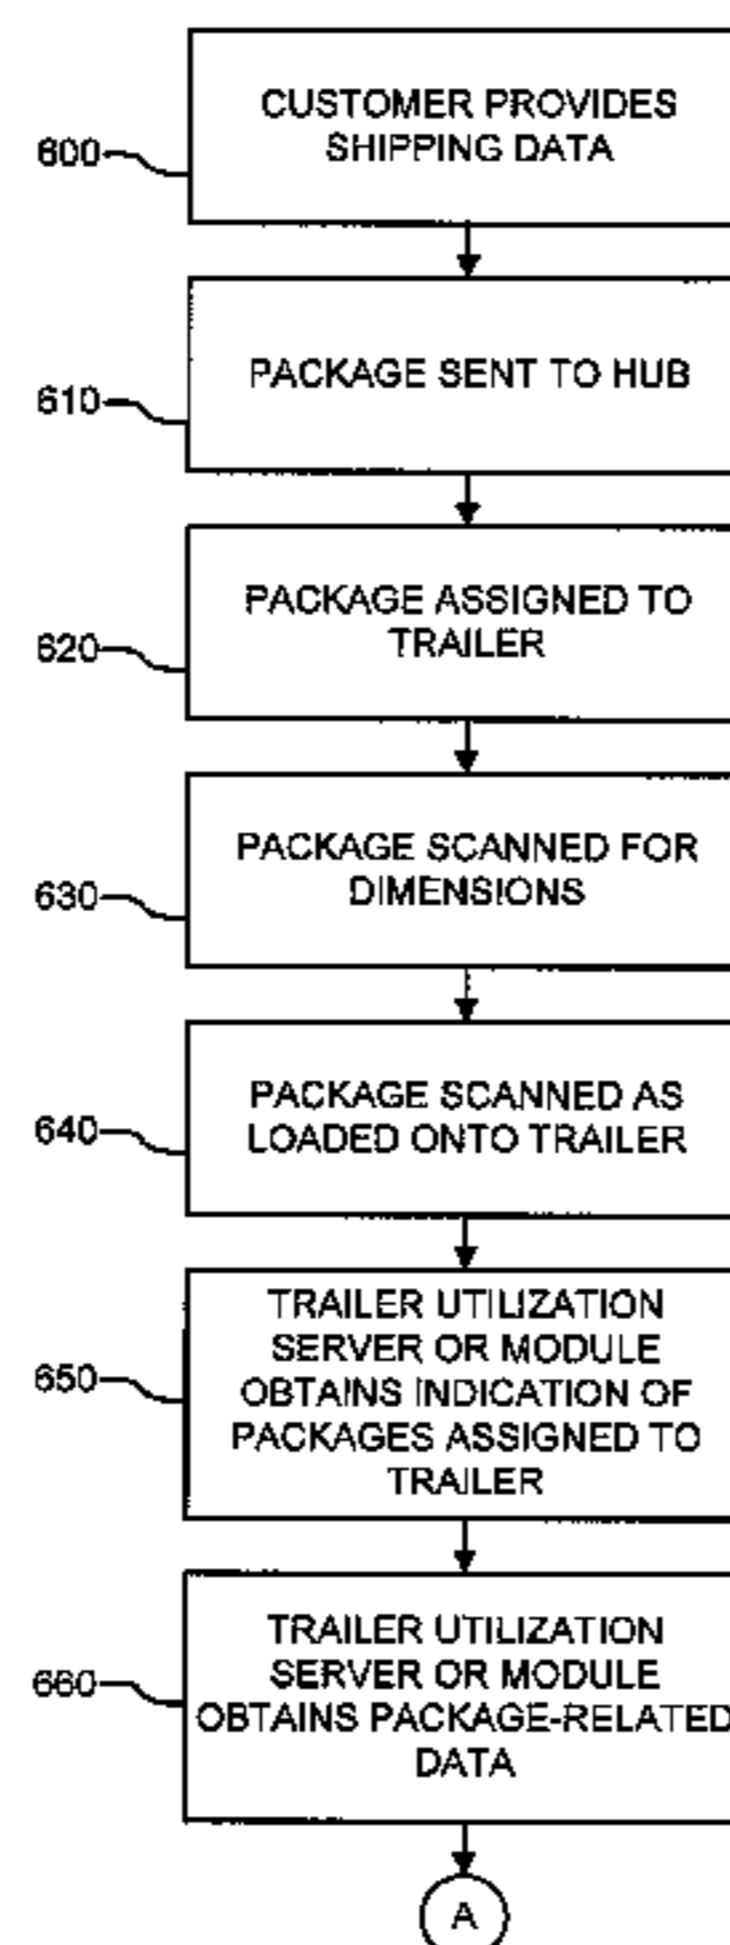 600
CUSTOMER PROVIDES
SHIPPING DATA
610
PACKAGE SENT TO HUB
620
PACKAGE ASSIGNED TO
TRAILER
630
PACKAGE SCANNED FOR
DIMENSIONS
640
PACKAGE SCANNED AS
LOADED ONTO TRAILER
650
TRAILER UTILIZATION
SERVER OR MODULE
OBTAINS INDICATION OF
PACKAGES ASSIGNED TO
TRAILER
660
TRAILER UTILIZATION
SERVER OR MODULE
OBTAINS PACKAGE-RELATED
DATA
A